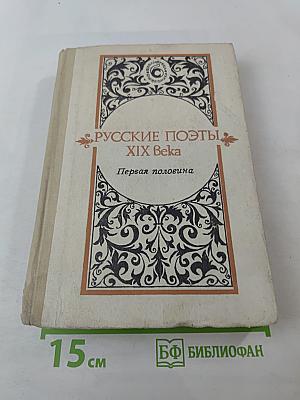 РУССКИЕ ПОЭТЫ
XIX века
Первая половина
15 см
БФ БИБЛИОФАН